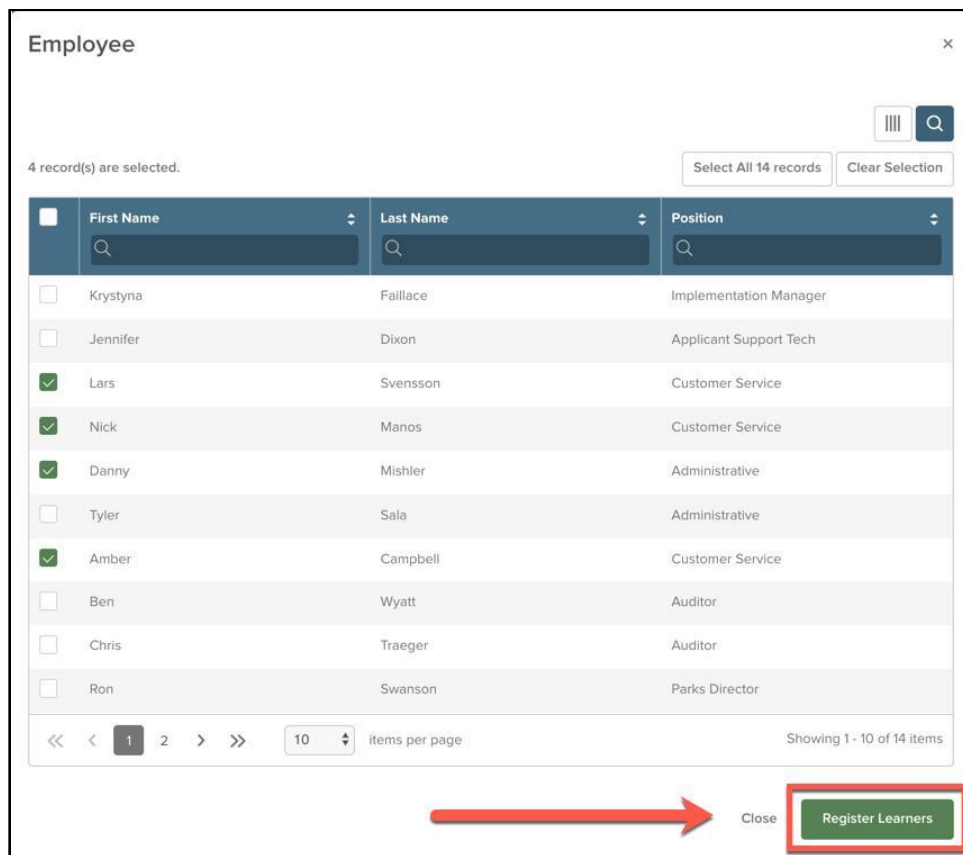 Employee
×
4 record(s) are selected.
Select All 14 records
Clear Selection
First Name
Last Name
Position
Krystyna Faillace Implementation Manager
Jennifer Dixon Applicant Support Tech
Lars Svensson Customer Service
Nick Manos Customer Service
Danny Mishler Administrative
Tyler Sala Administrative
Amber Campbell Customer Service
Ben Wyatt Auditor
Chris Traeger Auditor
Ron Swanson Parks Director
1 2 10 items per page Showing 1 - 10 of 14 items
Close Register Learners